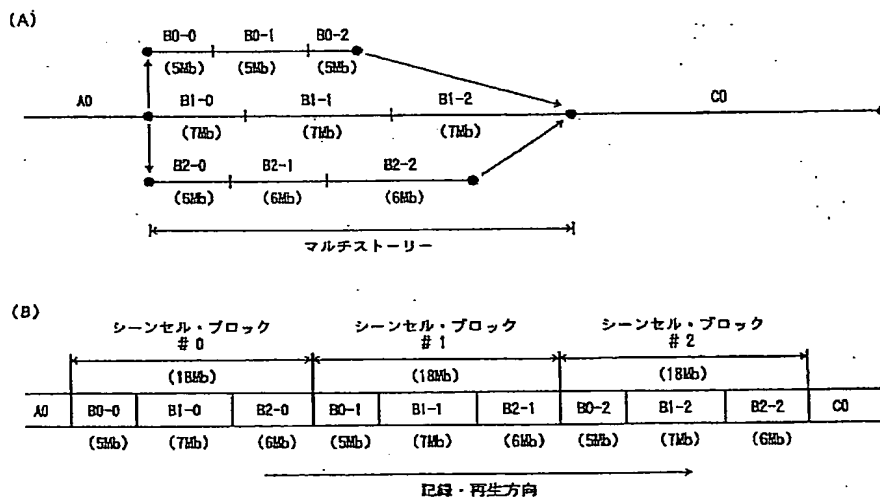 (A)
B0-0 B0-1 B0-2
(5Mb) (5Mb) (5Mb)
A0 B1-0 B1-1 B1-2 C0
(7Mb) (7Mb) (7Mb)
B2-0 B2-1 B2-2
(5Mb) (6Mb) (6Mb)
マルチストーリー
(B)
シーンセル・ブロック シーンセル・ブロック シーンセル・ブロック
# 0 # 1 # 2
(18Mb) (18Mb) (18Mb)
A0 B0-0 B1-0 B2-0 B0-1 B1-1 B2-1 B0-2 B1-2 B2-2 C0
(5Mb) (7Mb) (6Mb) (5Mb) (7Mb) (6Mb) (5Mb) (7Mb) (6Mb)
記録・再生方向